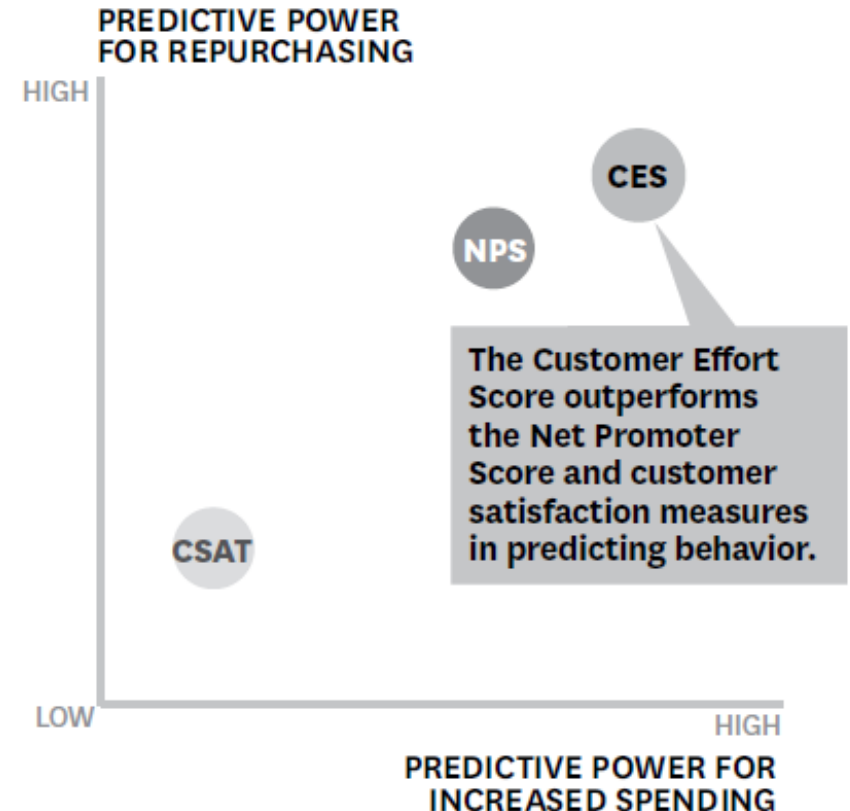 PREDICTIVE POWER
FOR REPURCHASING
HIGH
CES
NPS
The Customer Effort
Score outperforms
the Net Promoter
Score and customer
satisfaction measures
in predicting behavior.
CSAT
LOW
HIGH
PREDICTIVE POWER FOR
INCREASED SPENDING